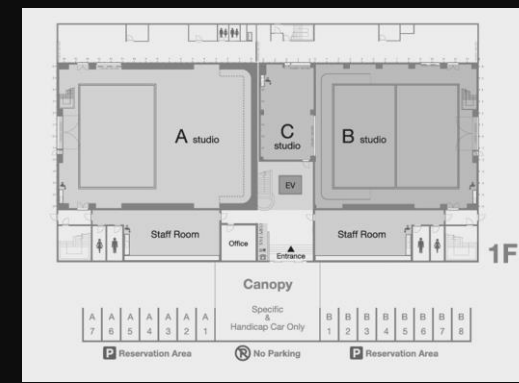 A studio
C
studio
B studio
EV
Staff Room
Office
Staff Room
Entrance
1F
Canopy
Specific
&
Handicap Car Only
A 7
A 6
A 5
A 4
A 3
A 2
A 1
B 1
B 2
B 3
B 4
B 5
B 6
B 7
B 8
P Reservation Area
No Parking
P Reservation Area